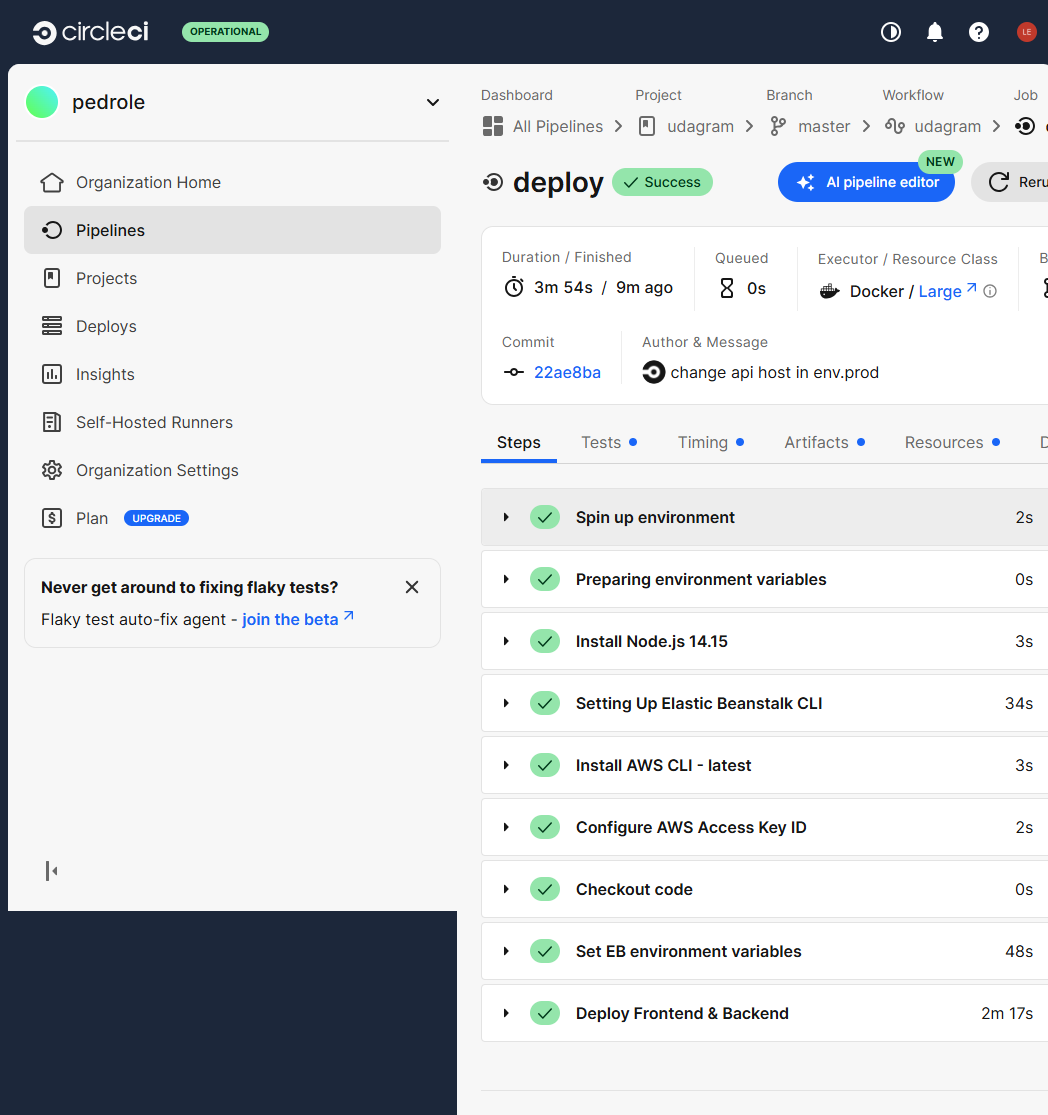 circleci OPERATIONAL LE
pedrole
Organization Home
Pipelines
Projects
Deploys
Insights
Self-Hosted Runners
Organization Settings
Plan UPGRADE
Never get around to fixing flaky tests?
Flaky test auto-fix agent - join the beta
Dashboard Project Branch Workflow Job
All Pipelines udagram master udagram
deploy Success AI pipeline editor NEW
Duration / Finished Queued Executor / Resource Class
3m 54s / 9m ago 0s Docker / Large
Commit Author & Message
22ae8ba change api host in env.prod
Steps Tests Timing Artifacts Resources
Spin up environment 2s
Preparing environment variables 0s
Install Node.js 14.15 3s
Setting Up Elastic Beanstalk CLI 34s
Install AWS CLI - latest 3s
Configure AWS Access Key ID 2s
Checkout code 0s
Set EB environment variables 48s
Deploy Frontend & Backend 2m 17s